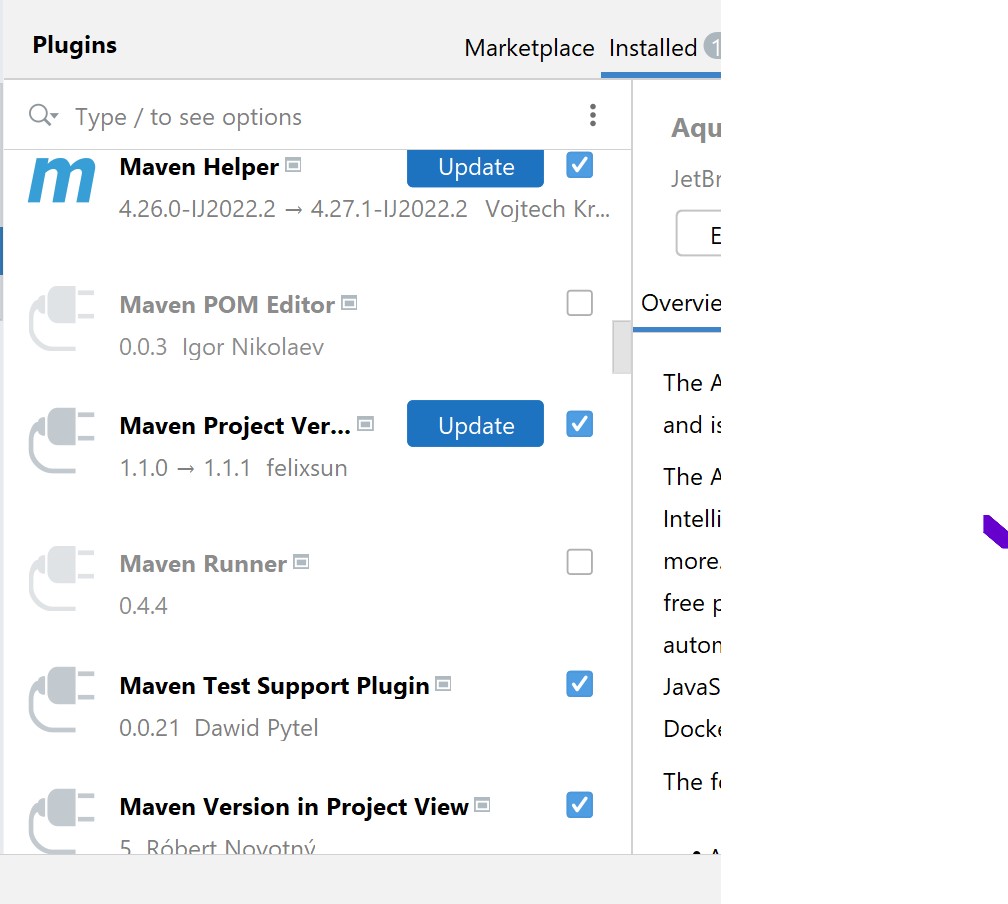 Plugins
Marketplace Installed 1
Type / to see options
Maven Helper Update
4.26.0-IJ2022.2 → 4.27.1-IJ2022.2 Vojtech Kr...
Maven POM Editor
0.0.3 Igor Nikolaev
Maven Project Ver... Update
1.1.0 → 1.1.1 felixsun
Maven Runner
0.4.4
Maven Test Support Plugin
0.0.21 Dawid Pytel
Maven Version in Project View
5 Róbert Novotný
Aqu
JetBr
E
Overvie
The A
and is
The A
Intelli
more.
free p
autom
JavaS
Docke
The fo